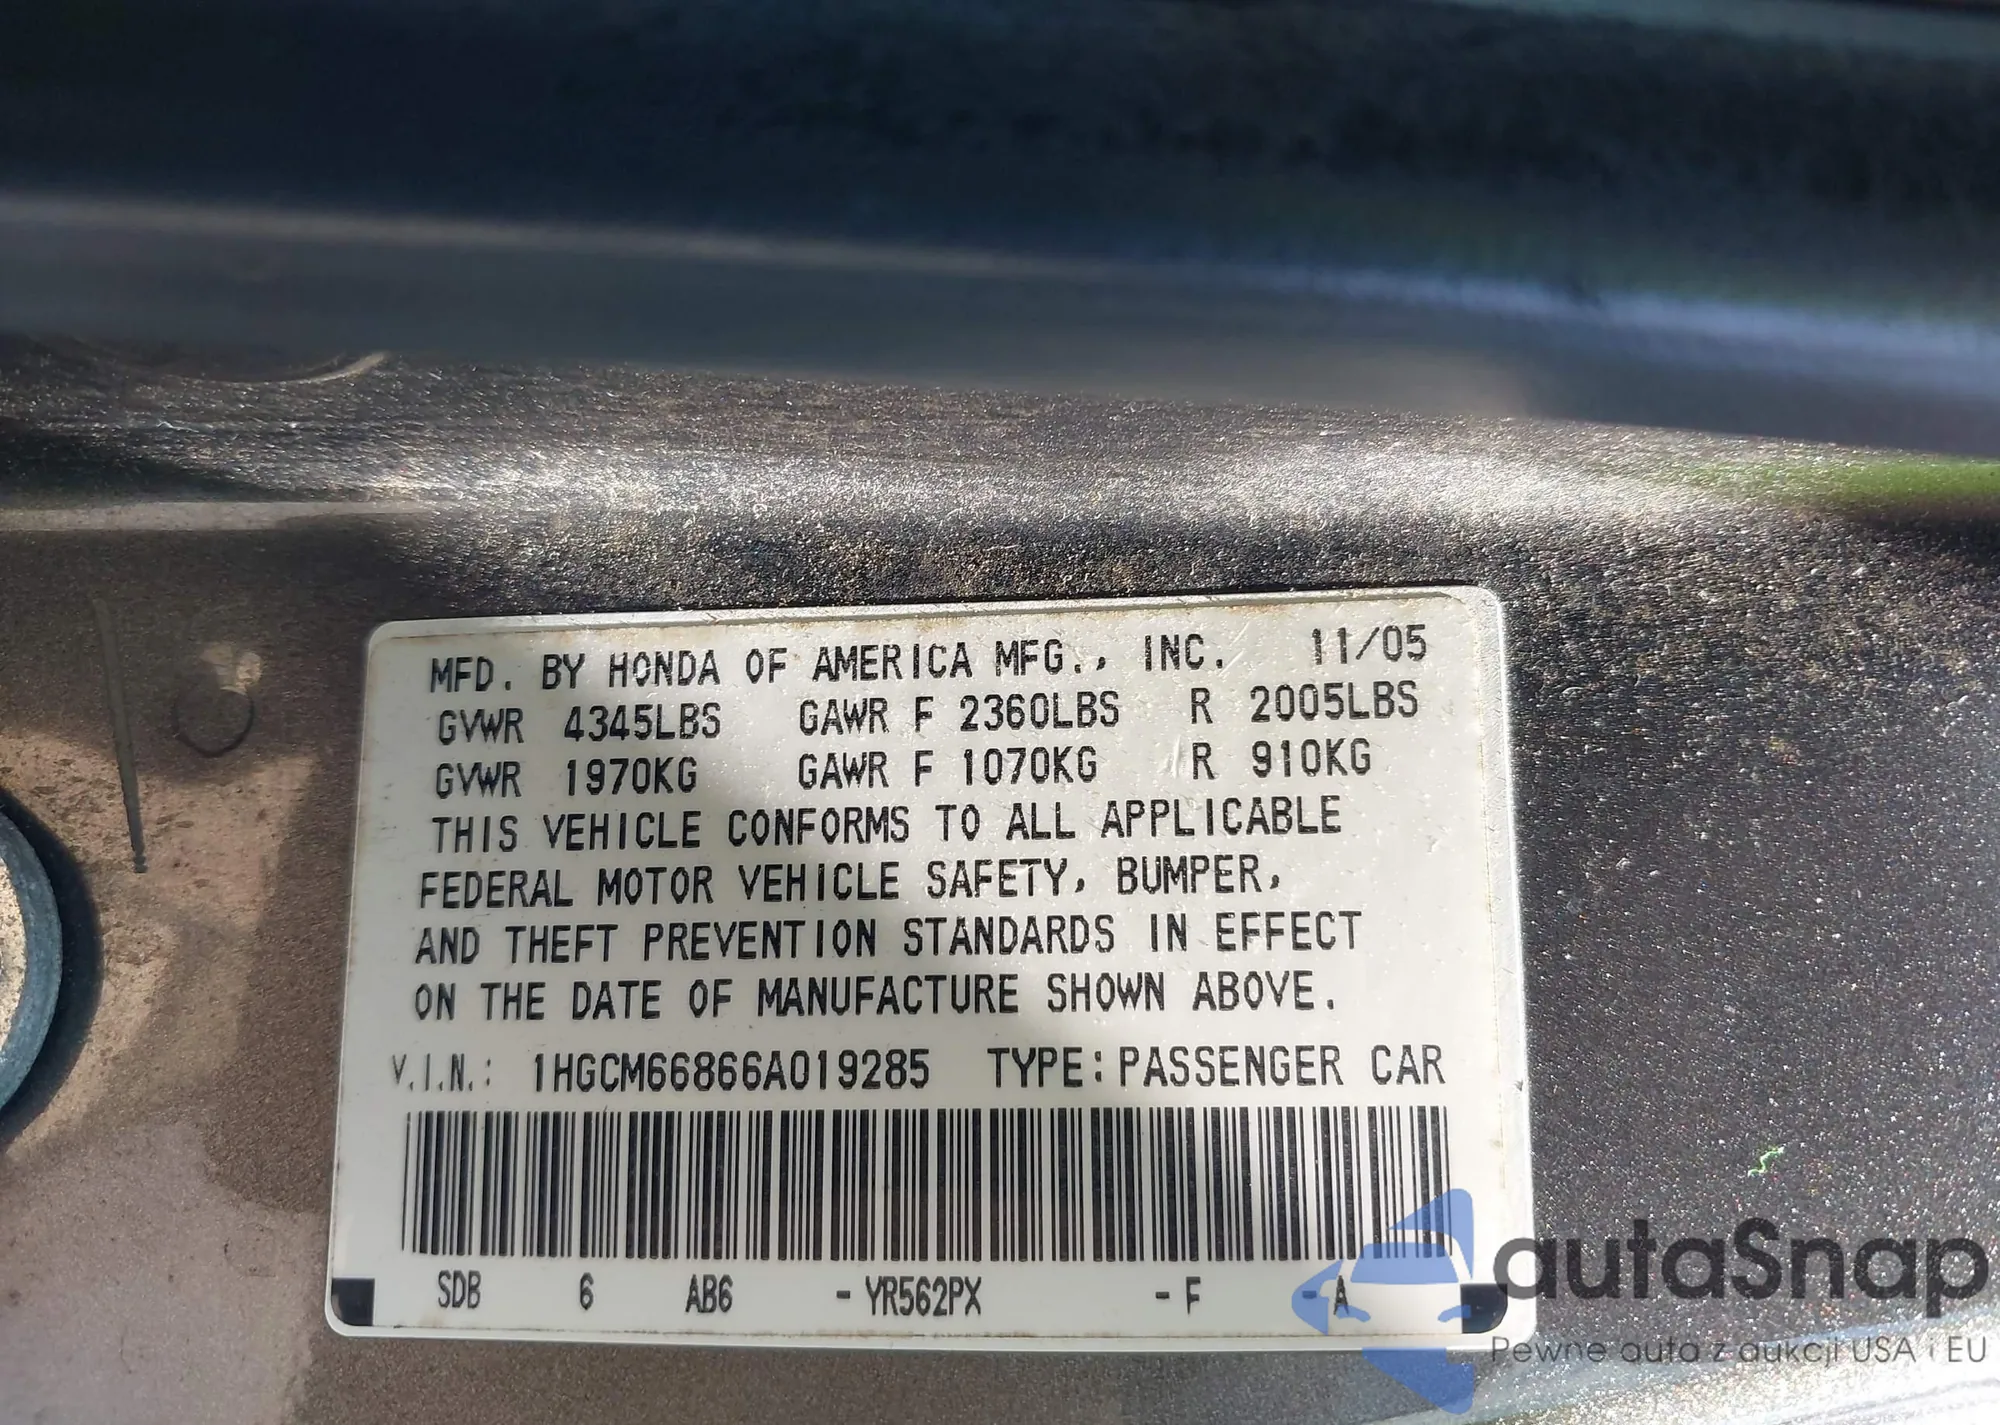 MFD. BY HONDA OF AMERICA MFG., INC. 11/05
GVWR 4345LBS GAWR F 2360LBS R 2005LBS
GVWR 1970KG GAWR F 1070KG R 910KG
THIS VEHICLE CONFORMS TO ALL APPLICABLE
FEDERAL MOTOR VEHICLE SAFETY, BUMPER,
AND THEFT PREVENTION STANDARDS IN EFFECT
ON THE DATE OF MANUFACTURE SHOWN ABOVE.
V.I.N.: 1HGCM66866A019285 TYPE: PASSENGER CAR
SDB 6 AB6 - YR562PX - F - A
autaSnap
Pewne auta z aukcji USA i EU